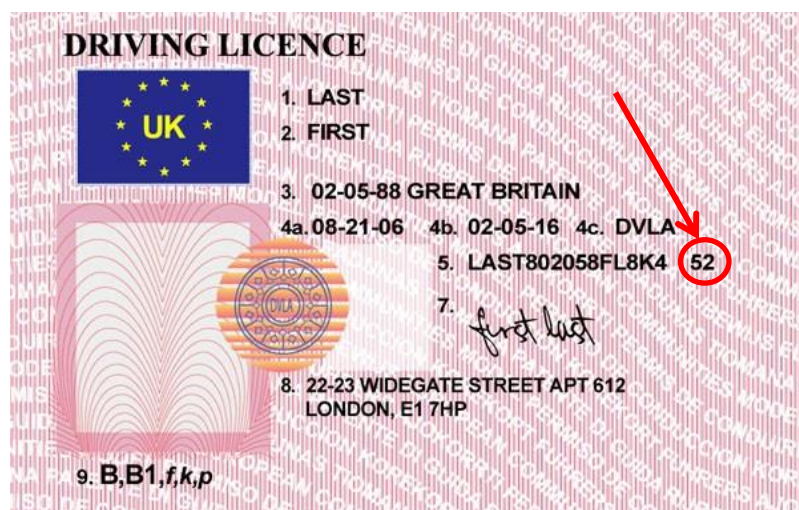 DRIVING LICENCE
UK
1. LAST
2. FIRST
3. 02-05-88 GREAT BRITAIN
4a. 08-21-06 4b. 02-05-16 4c. DVLA
5. LAST802058FL8K4 52
DVLA
7. first last
8. 22-23 WIDEGATE STREET APT 612
LONDON, E1 7HP
9. B,B1,f,k,p